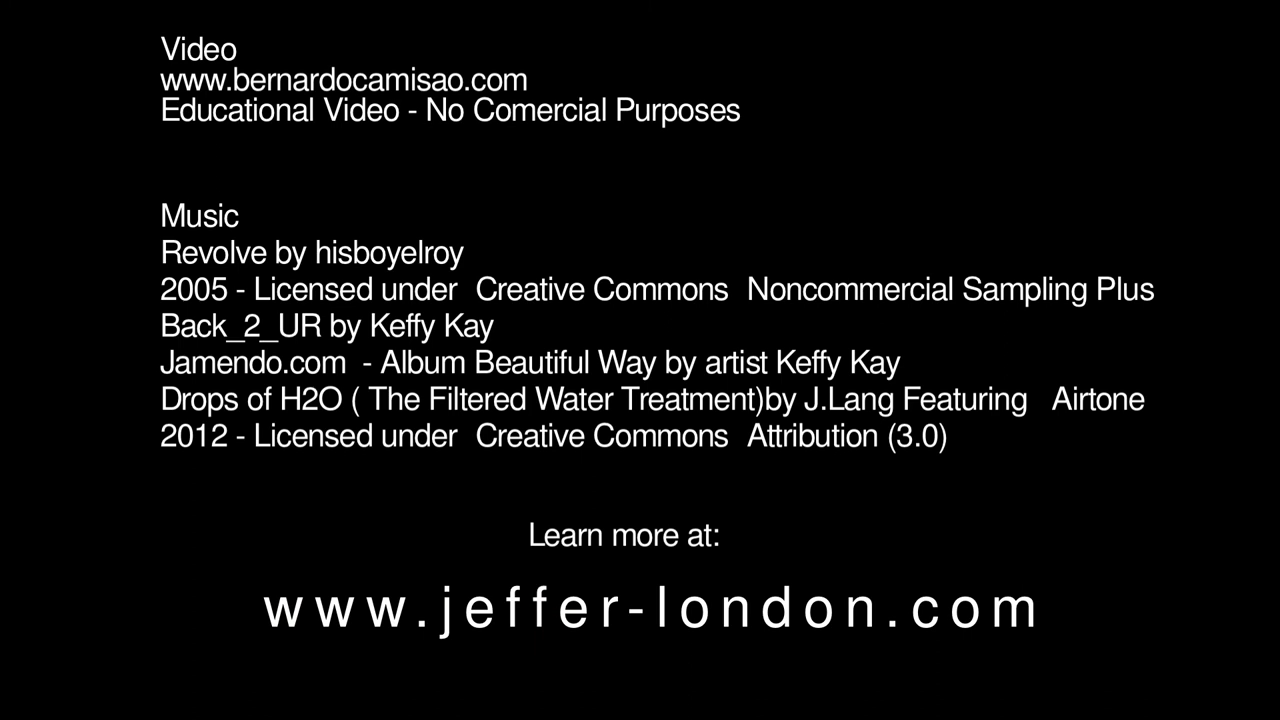 Video
www.bernardocamisao.com
Educational Video - No Comercial Purposes
Music
Revolve by hisboyelroy
2005 - Licensed under Creative Commons Noncommercial Sampling Plus
Back_2_UR by Keffy Kay
Jamendo.com - Album Beautiful Way by artist Keffy Kay
Drops of H2O ( The Filtered Water Treatment)by J.Lang Featuring Airtone
2012 - Licensed under Creative Commons Attribution (3.0)
Learn more at:
www.jeffer-london.com